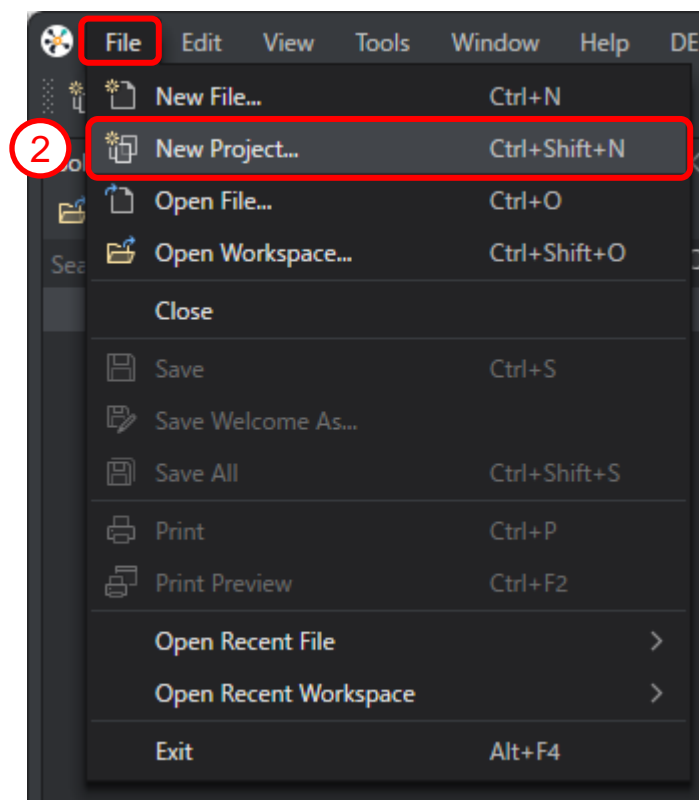 File Edit View Tools Window Help DE
New File... Ctrl+N
2 New Project... Ctrl+Shift+N
Open File... Ctrl+O
Open Workspace... Ctrl+Shift+O
Sea
Close
Save Ctrl+S
Save Welcome As...
Save All Ctrl+Shift+S
Print Ctrl+P
Print Preview Ctrl+F2
Open Recent File
Open Recent Workspace
Exit Alt+F4